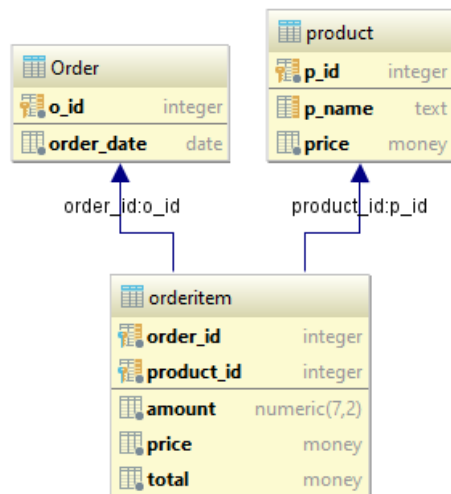 Order
o_id integer
order_date date
product
p_id integer
p_name text
price money
order_id:o_id
product_id:p_id
orderitem
order_id integer
product_id integer
amount numeric(7,2)
price money
total money